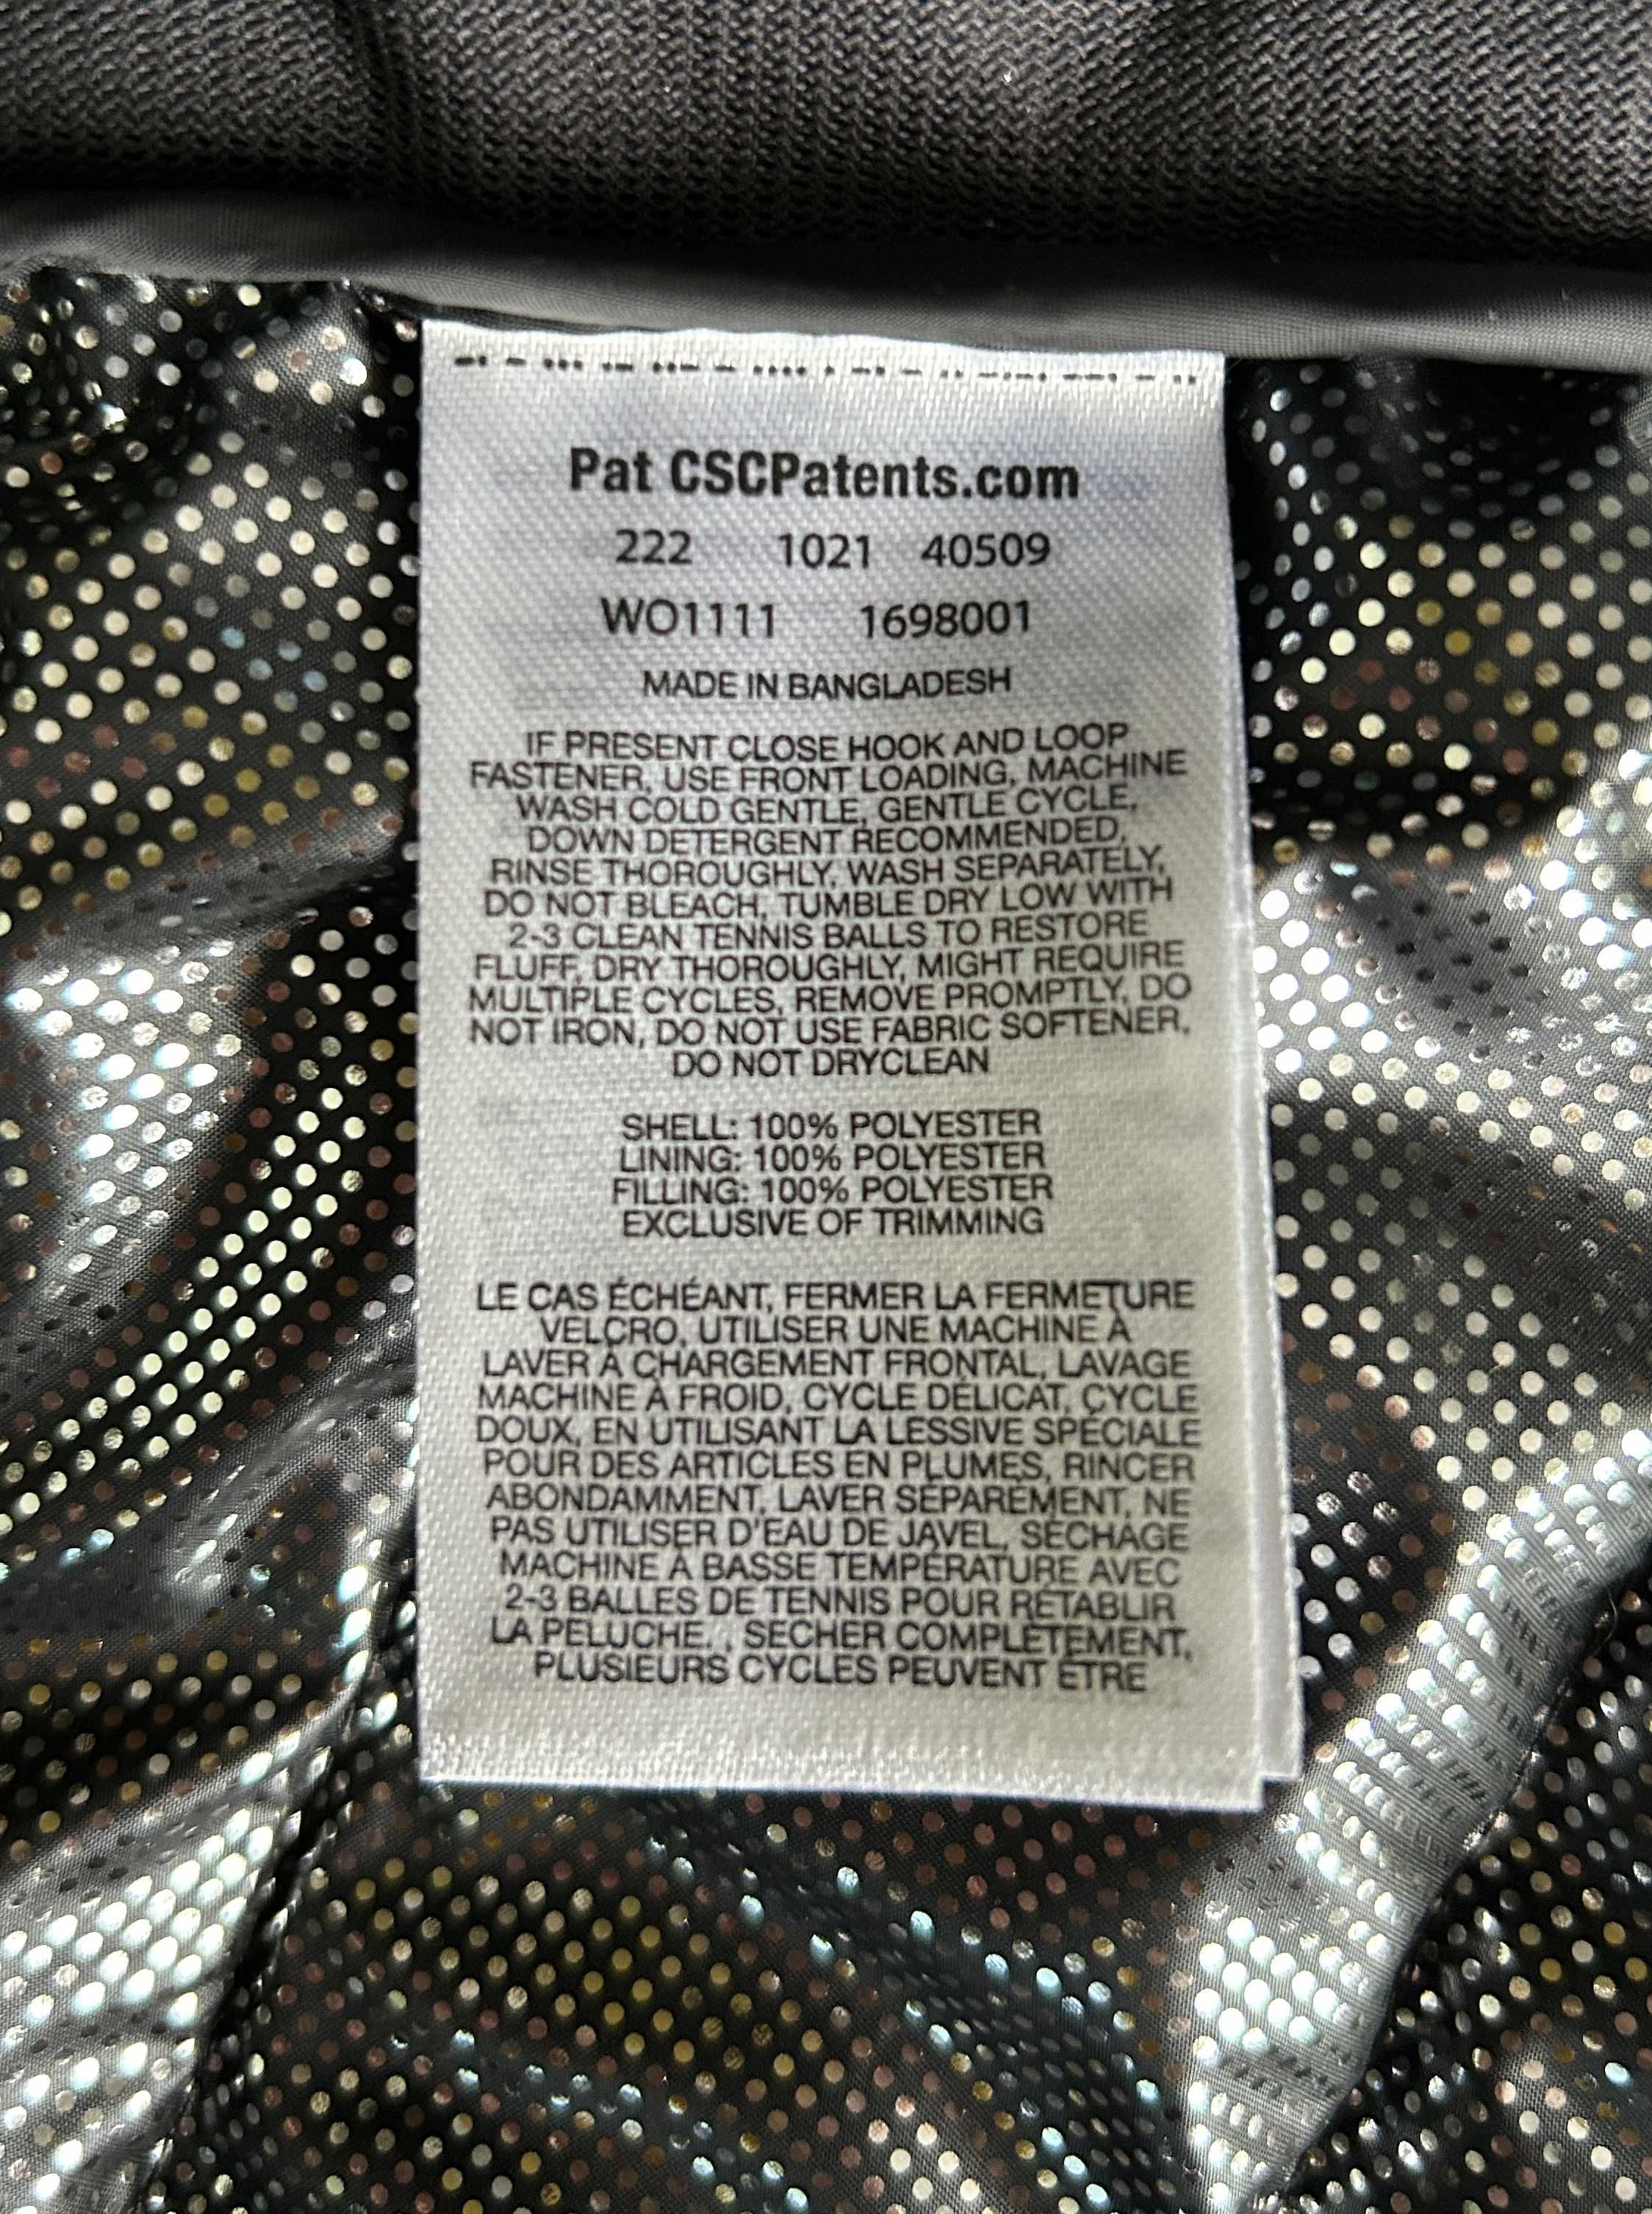 Pat CSCPatents.com
222 1021 40509
WO1111 1698001
MADE IN BANGLADESH
IF PRESENT CLOSE HOOK AND LOOP
FASTENER, USE FRONT LOADING, MACHINE
WASH COLD GENTLE, GENTLE CYCLE,
DOWN DETERGENT RECOMMENDED,
RINSE THOROUGHLY, WASH SEPARATELY,
DO NOT BLEACH, TUMBLE DRY LOW WITH
2-3 CLEAN TENNIS BALLS TO RESTORE
FLUFF, DRY THOROUGHLY, MIGHT REQUIRE
MULTIPLE CYCLES, REMOVE PROMPTLY, DO
NOT IRON, DO NOT USE FABRIC SOFTENER,
DO NOT DRYCLEAN
SHELL: 100% POLYESTER
LINING: 100% POLYESTER
FILLING: 100% POLYESTER
EXCLUSIVE OF TRIMMING
LE CAS ÉCHÉANT, FERMER LA FERMETURE
VELCRO, UTILISER UNE MACHINE À
LAVER À CHARGEMENT FRONTAL, LAVAGE
MACHINE À FROID, CYCLE DÉLICAT, CYCLE
DOUX, EN UTILISANT LA LESSIVE SPÉCIALE
POUR DES ARTICLES EN PLUMES, RINCER
ABONDAMMENT, LAVER SÉPARÉMENT, NE
PAS UTILISER D'EAU DE JAVEL, SÉCHAGE
MACHINE À BASSE TEMPÉRATURE AVEC
2-3 BALLES DE TENNIS POUR RÉTABLIR
LA PELUCHE. , SÉCHER COMPLÈTEMENT,
PLUSIEURS CYCLES PEUVENT ÊTRE